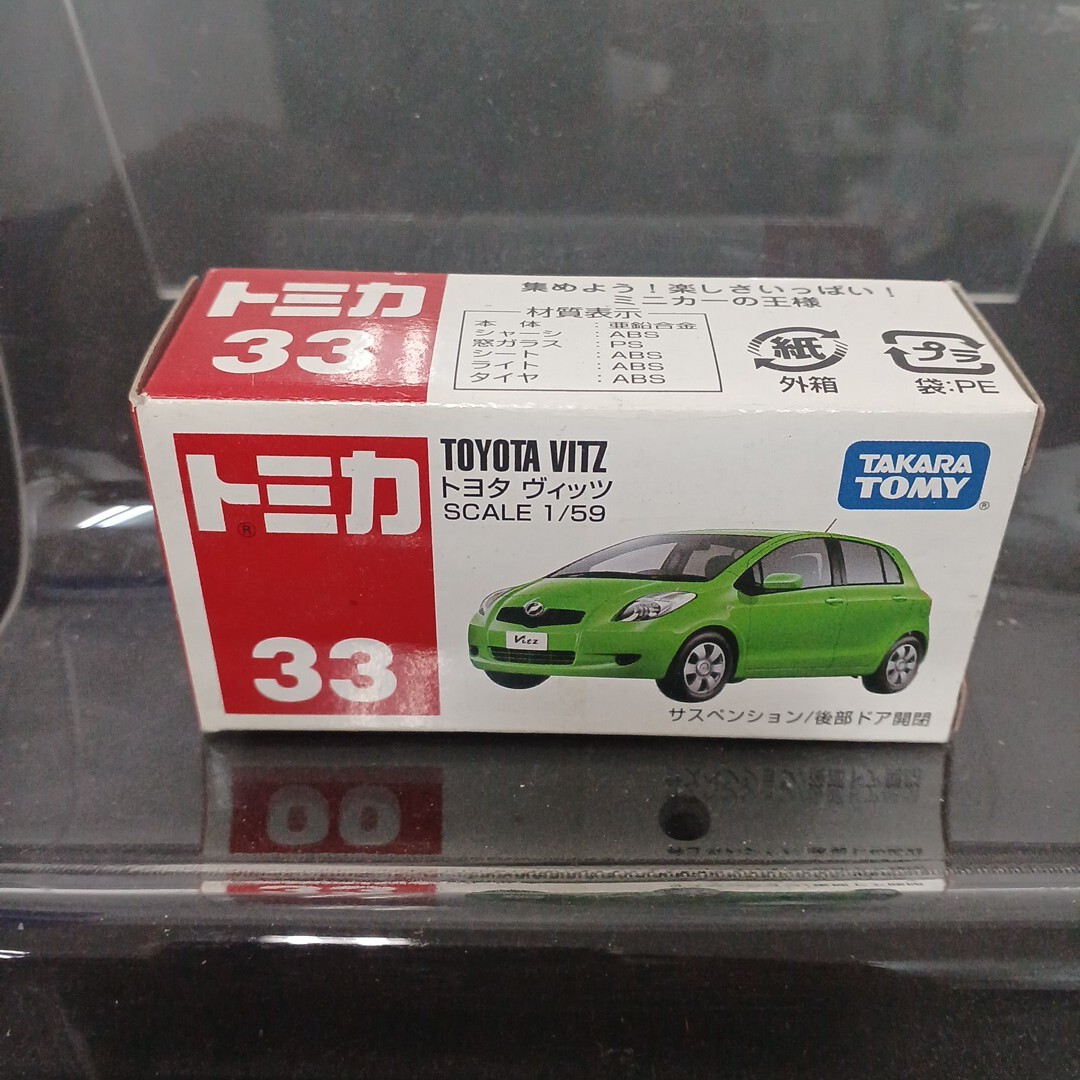 トミカ
33
集めよう！楽しさいっぱい！
ミニカーの王様
材質表示
本体：亜鉛合金
シャーシ：ABS
窓ガラス：PS
シート：ABS
ライト：ABS
タイヤ：ABS
紙
外箱
プラ
袋:PE
トミカ®
33
TOYOTA VITZ
トヨタ ヴィッツ
SCALE 1/59
TAKARA
TOMY®
Vitz
サスペンション/後部ドア開閉